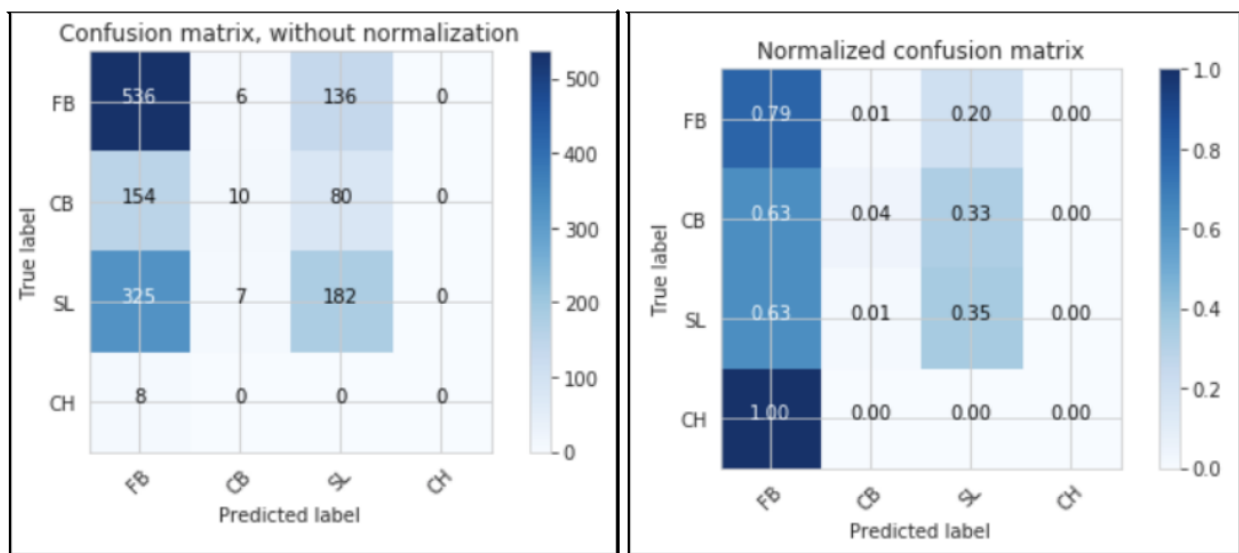 Confusion matrix, without normalization
FB 536 6 136 0
CB 154 10 80 0
SL 325 7 182 0
CH 8 0 0 0
FB CB SL CH
True label
Predicted label
500
400
300
200
100
0
Normalized confusion matrix
FB 0.79 0.01 0.20 0.00
CB 0.63 0.04 0.33 0.00
SL 0.63 0.01 0.35 0.00
CH 1.00 0.00 0.00 0.00
FB CB SL CH
True label
Predicted label
1.0
0.8
0.6
0.4
0.2
0.0